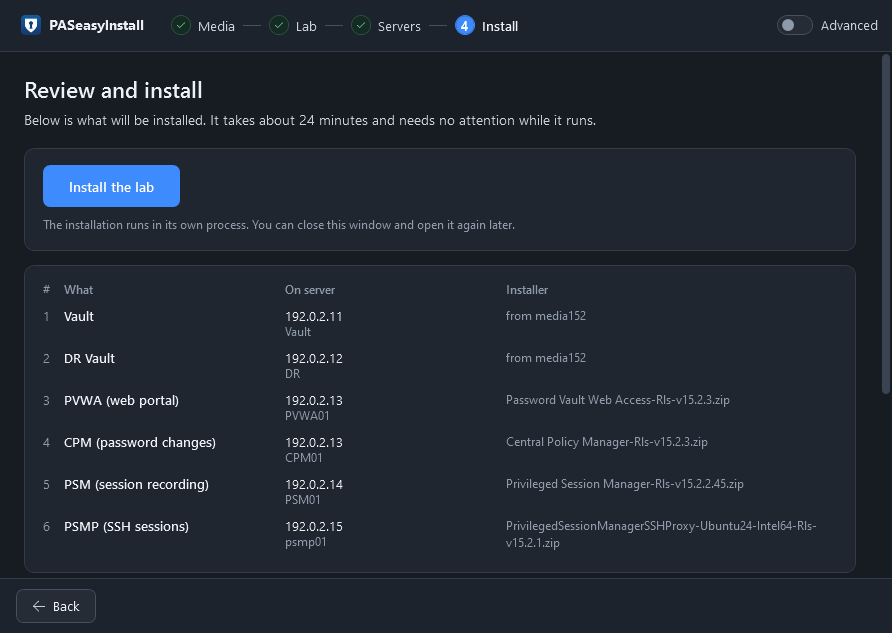 PASeasyInstall
Media
Lab
Servers
4 Install
Advanced
Review and install
Below is what will be installed. It takes about 24 minutes and needs no attention while it runs.
Install the lab
The installation runs in its own process. You can close this window and open it again later.
# What On server Installer
1 Vault 192.0.2.11 from media152
Vault
2 DR Vault 192.0.2.12 from media152
DR
3 PVWA (web portal) 192.0.2.13 Password Vault Web Access-Rls-v15.2.3.zip
PVWA01
4 CPM (password changes) 192.0.2.13 Central Policy Manager-Rls-v15.2.3.zip
CPM01
5 PSM (session recording) 192.0.2.14 Privileged Session Manager-Rls-v15.2.2.45.zip
PSM01
6 PSMP (SSH sessions) 192.0.2.15 PrivilegedSessionManagerSSHProxy-Ubuntu24-Intel64-Rls-
psmp01 v15.2.1.zip
Back